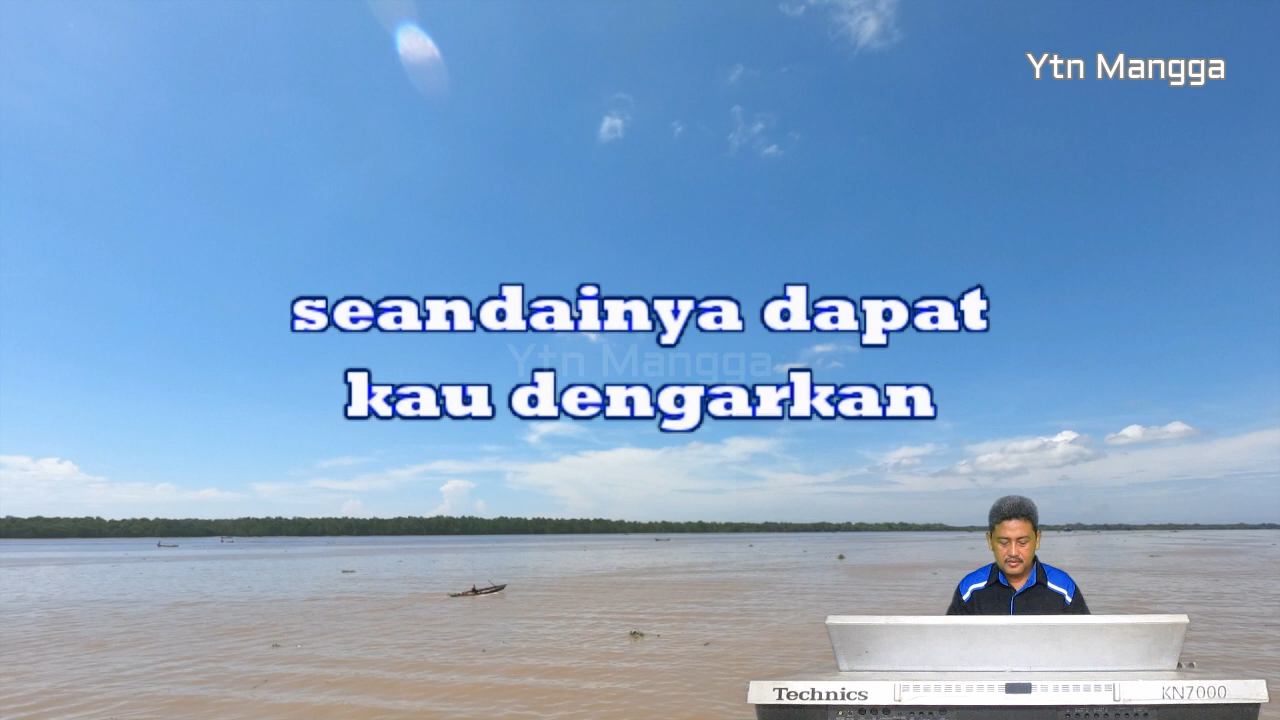 Ytn Mangga
seandainya dapat
Ytn Mangga
kau dengarkan
Technics KN7000